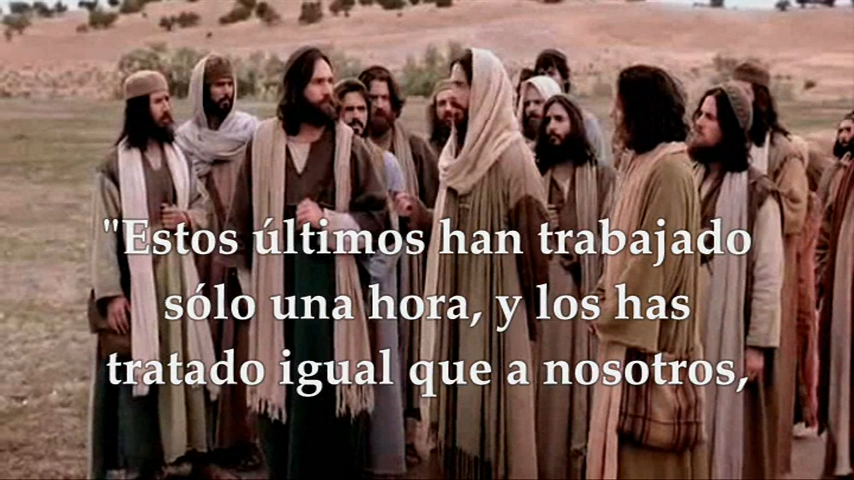 "Estos últimos han trabajado
sólo una hora, y los has
tratado igual que a nosotros,